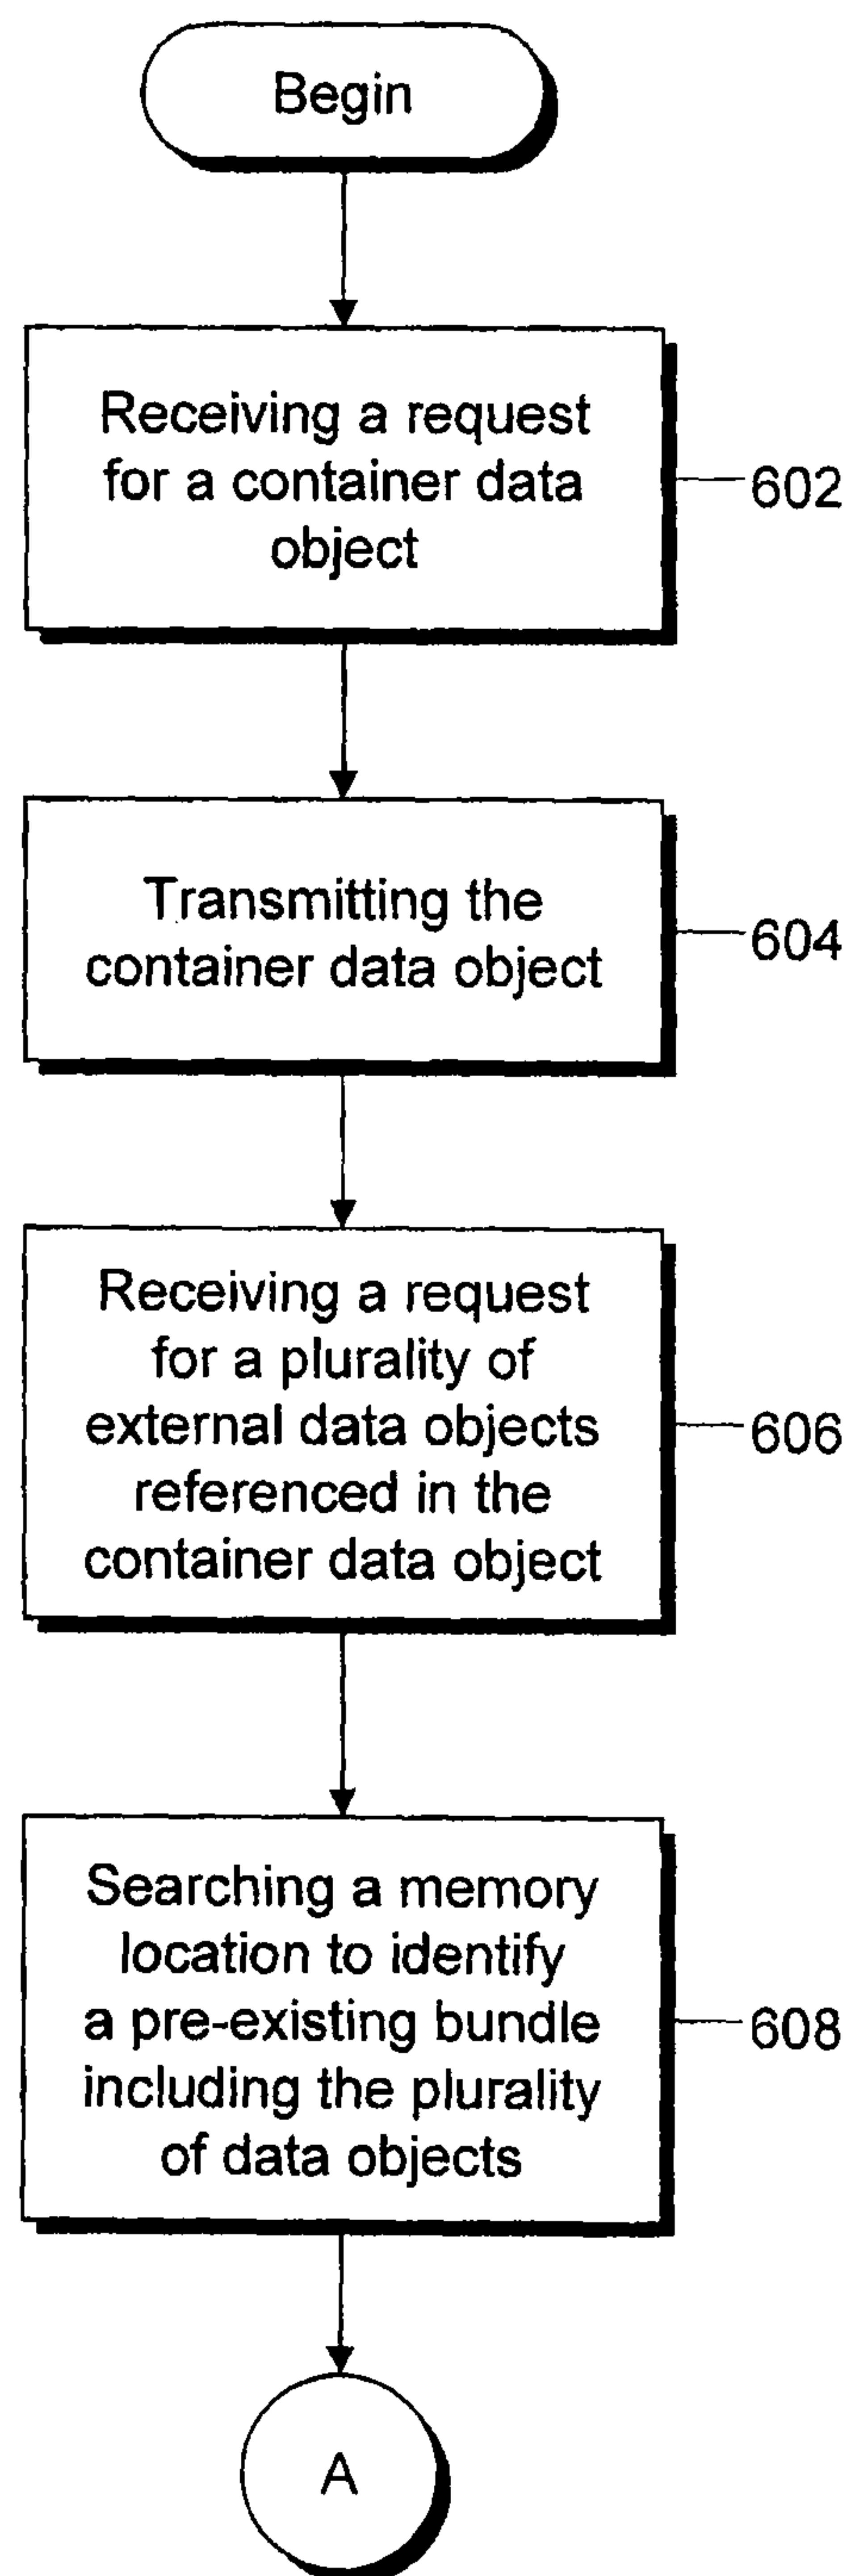 Begin
Receiving a request
for a container data
object
602
Transmitting the
container data object
604
Receiving a request
for a plurality of
external data objects
referenced in the
container data object
606
Searching a memory
location to identify
a pre-existing bundle
including the plurality
of data objects
608
A